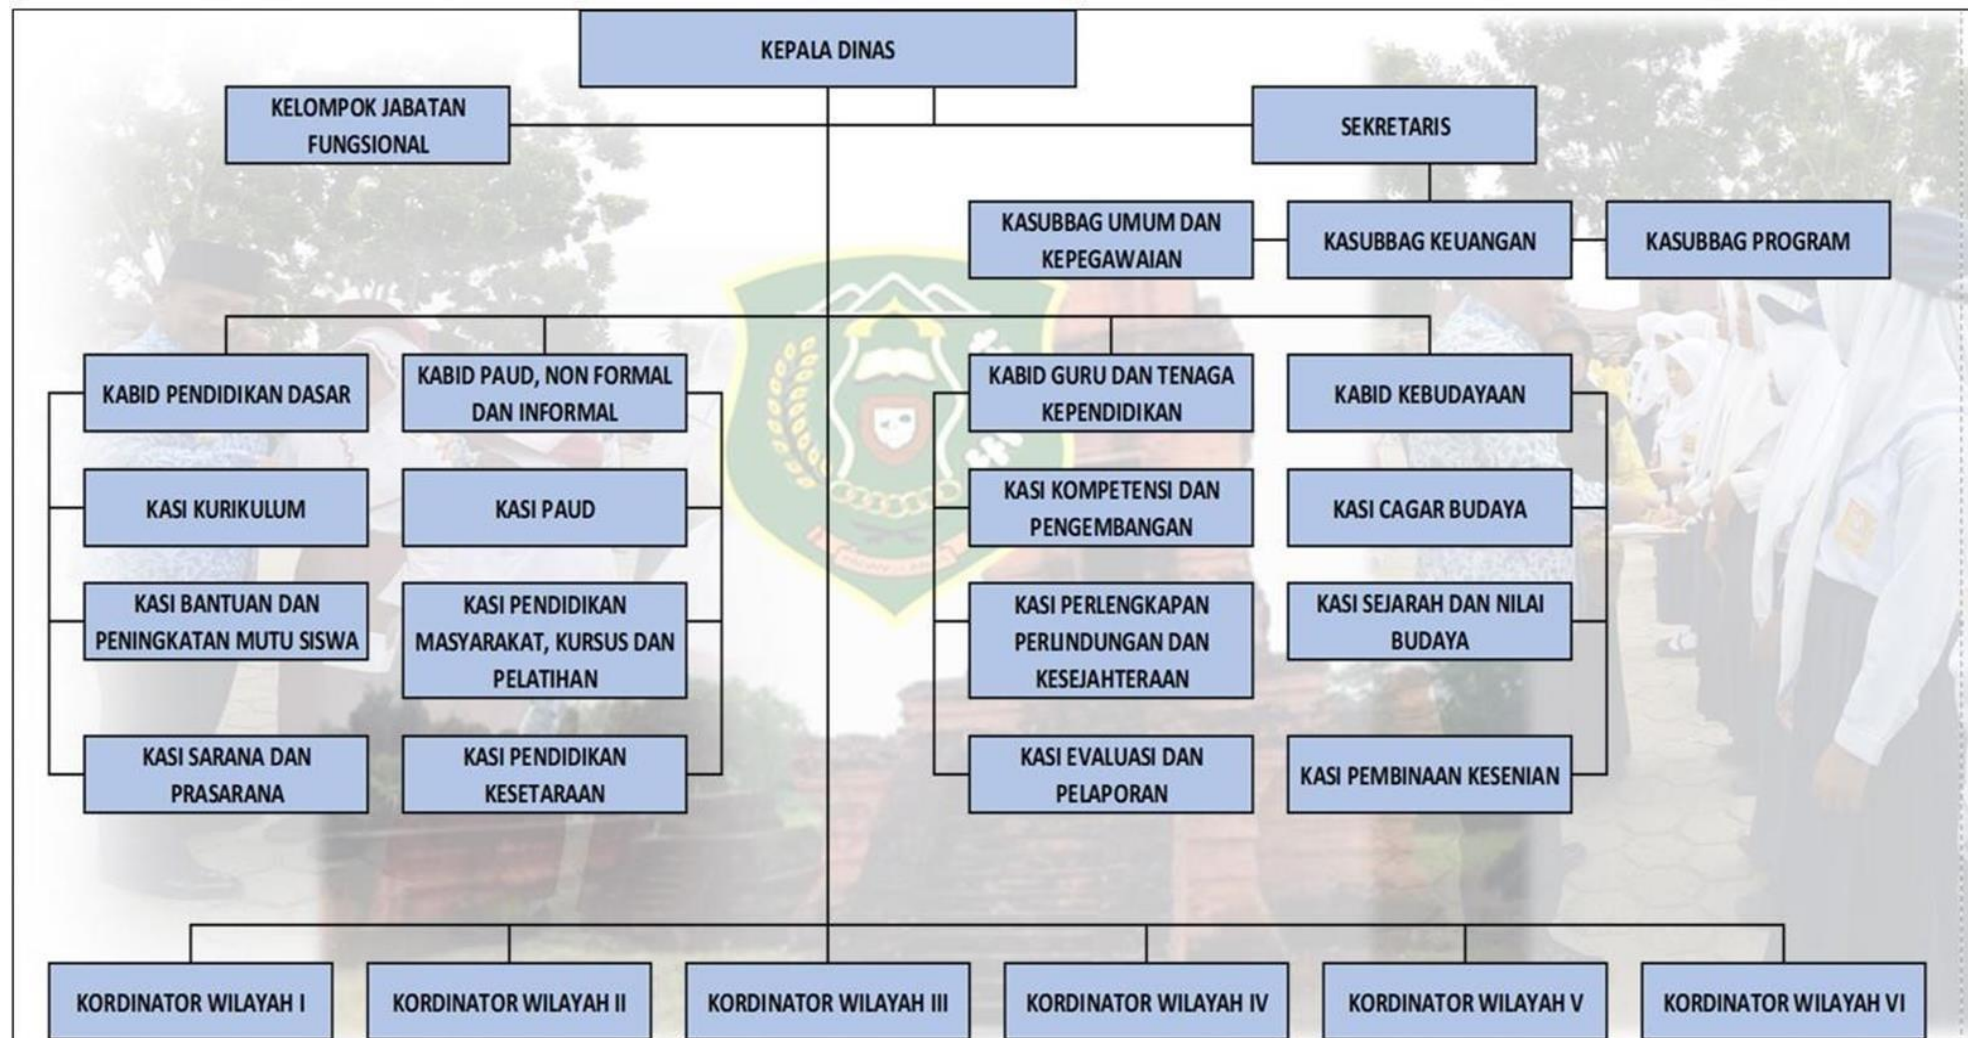 KEPALA DINAS
KELOMPOK JABATAN
FUNGSIONAL
SEKRETARIS
KASUBBAG UMUM DAN
KEPEGAWAIAN
KASUBBAG KEUANGAN
KASUBBAG PROGRAM
KABID PENDIDIKAN DASAR
KABID PAUD, NON FORMAL
DAN INFORMAL
KABID GURU DAN TENAGA
KEPENDIDIKAN
KABID KEBUDAYAAN
KASI KURIKULUM
KASI PAUD
KASI KOMPETENSI DAN
PENGEMBANGAN
KASI CAGAR BUDAYA
KASI BANTUAN DAN
PENINGKATAN MUTU SISWA
KASI PENDIDIKAN
MASYARAKAT, KURSUS DAN
PELATIHAN
KASI PERLENGKAPAN
PERLINDUNGAN DAN
KESEJAHTERAAN
KASI SEJARAH DAN NILAI
BUDAYA
KASI SARANA DAN
PRASARANA
KASI PENDIDIKAN
KESETARAAN
KASI EVALUASI DAN
PELAPORAN
KASI PEMBINAAN KESENIAN
KORDINATOR WILAYAH I
KORDINATOR WILAYAH II
KORDINATOR WILAYAH III
KORDINATOR WILAYAH IV
KORDINATOR WILAYAH V
KORDINATOR WILAYAH VI